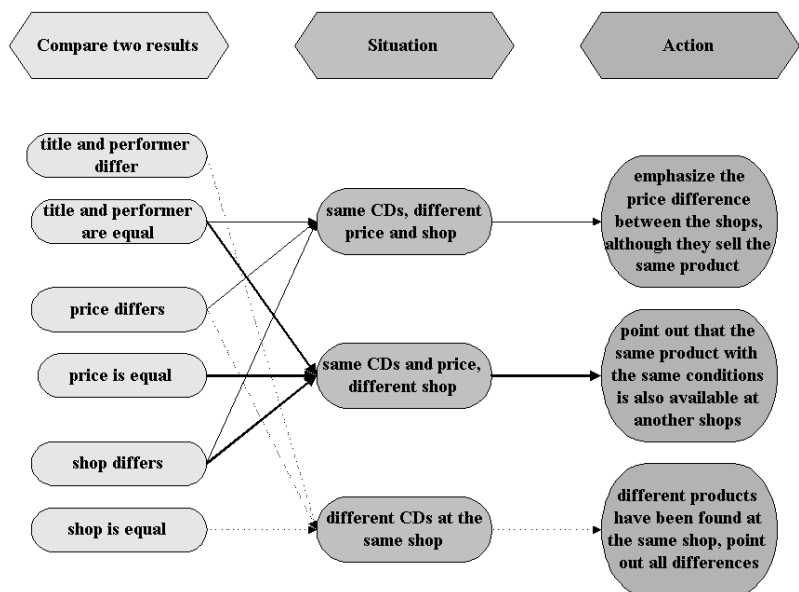 Compare two results
Situation
Action
title and performer
differ
title and performer
are equal
price differs
price is equal
shop differs
shop is equal
same CDs, different
price and shop
same CDs and price,
different shop
different CDs at the
same shop
emphasize the
price difference
between the shops,
although they sell the
same product
point out that the
same product with
the same conditions
is also available at
another shops
different products
have been found at
the same shop, point
out all differences